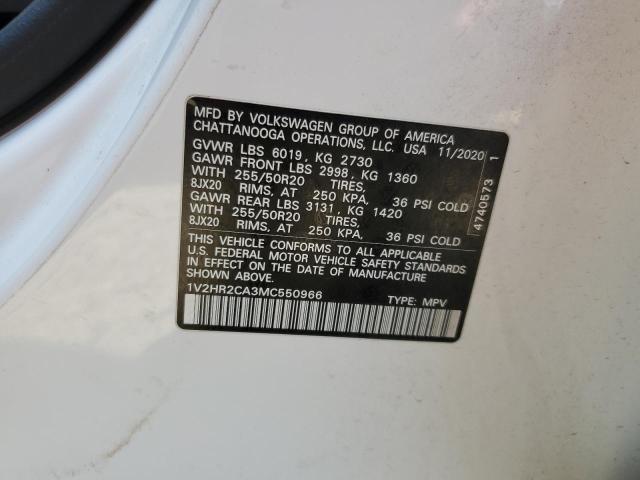 MFD BY VOLKSWAGEN GROUP OF AMERICA
CHATTANOOGA OPERATIONS, LLC. USA 11/2020
GVWR LBS 6019, KG 2730
GAWR FRONT LBS 2998, KG 1360
WITH 255/50R20 TIRES,
8JX20 RIMS, AT 250 KPA, 36 PSI COLD
GAWR REAR LBS 3131, KG 1420
WITH 255/50R20 TIRES,
8JX20 RIMS, AT 250 KPA, 36 PSI COLD
THIS VEHICLE CONFORMS TO ALL APPLICABLE
U.S. FEDERAL MOTOR VEHICLE SAFETY STANDARDS
IN EFFECT ON THE DATE OF MANUFACTURE
1V2HR2CA3MC550966 TYPE: MPV
4740573 1